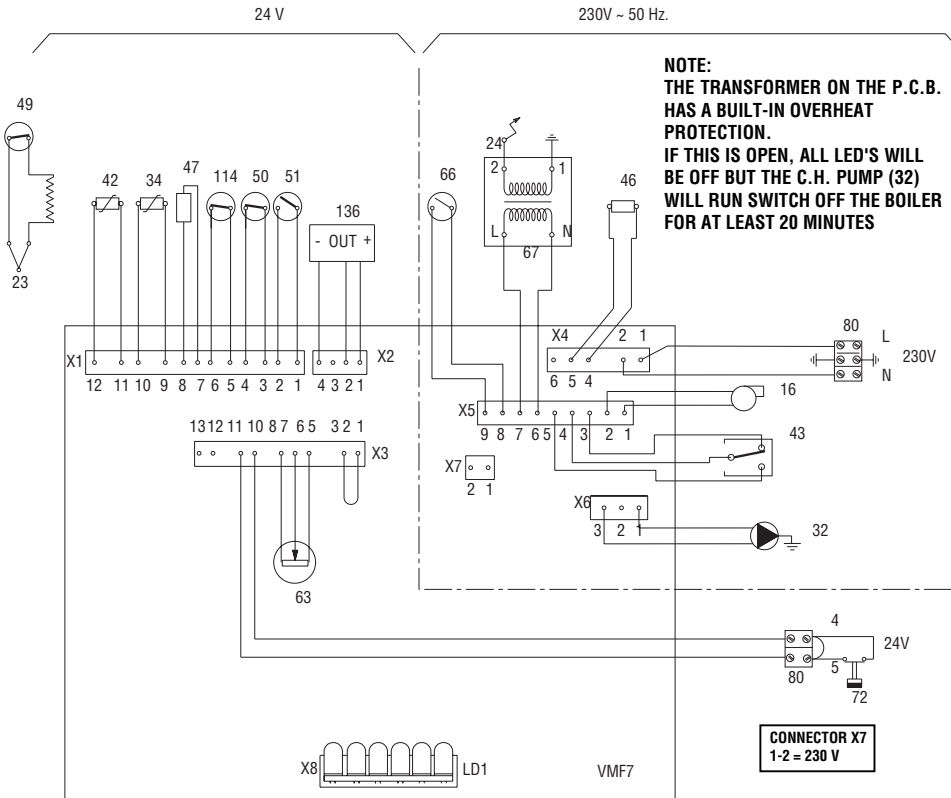 24 V
230V ~ 50 Hz.
NOTE:
THE TRANSFORMER ON THE P.C.B.
HAS A BUILT-IN OVERHEAT
PROTECTION.
IF THIS IS OPEN, ALL LED'S WILL
BE OFF BUT THE C.H. PUMP (32)
WILL RUN SWITCH OFF THE BOILER
FOR AT LEAST 20 MINUTES
49
42
34
47
114
50
51
136
- OUT +
23
66
24
2
1
L
N
67
46
X1
12 11 10 9 8 7 6 5 4 3 2 1
X2
4 3 2 1
X4
2 1
6 5 4
80
L
N
230V
16
X5
9 8 7 6 5 4 3 2 1
43
13 12 11 10 8 7 6 5 3 2 1
X3
X7
2 1
X6
3 2 1
32
63
4
24V
80
5
72
X8
LD1
VMF7
CONNECTOR X7
1-2 = 230 V